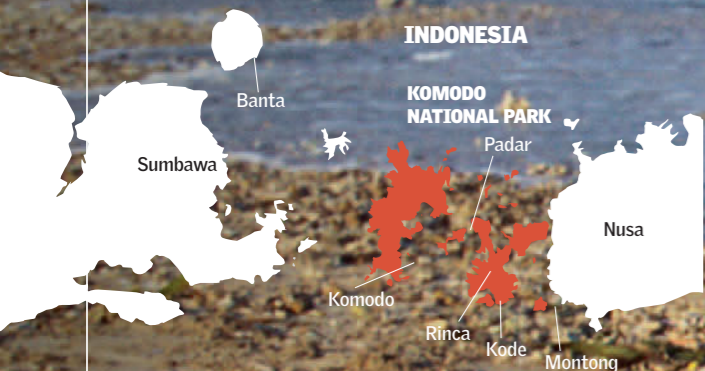 INDONESIA
Banta
KOMODO
NATIONAL PARK
Padar
Sumbawa
Nusa
Komodo
Rinca
Kode
Montong